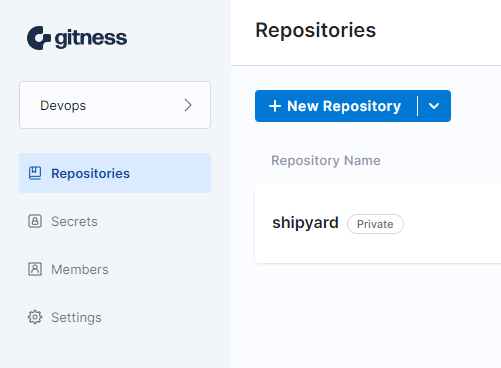 gitness
Devops
Repositories
Secrets
Members
Settings
Repositories
New Repository
Repository Name
shipyard Private